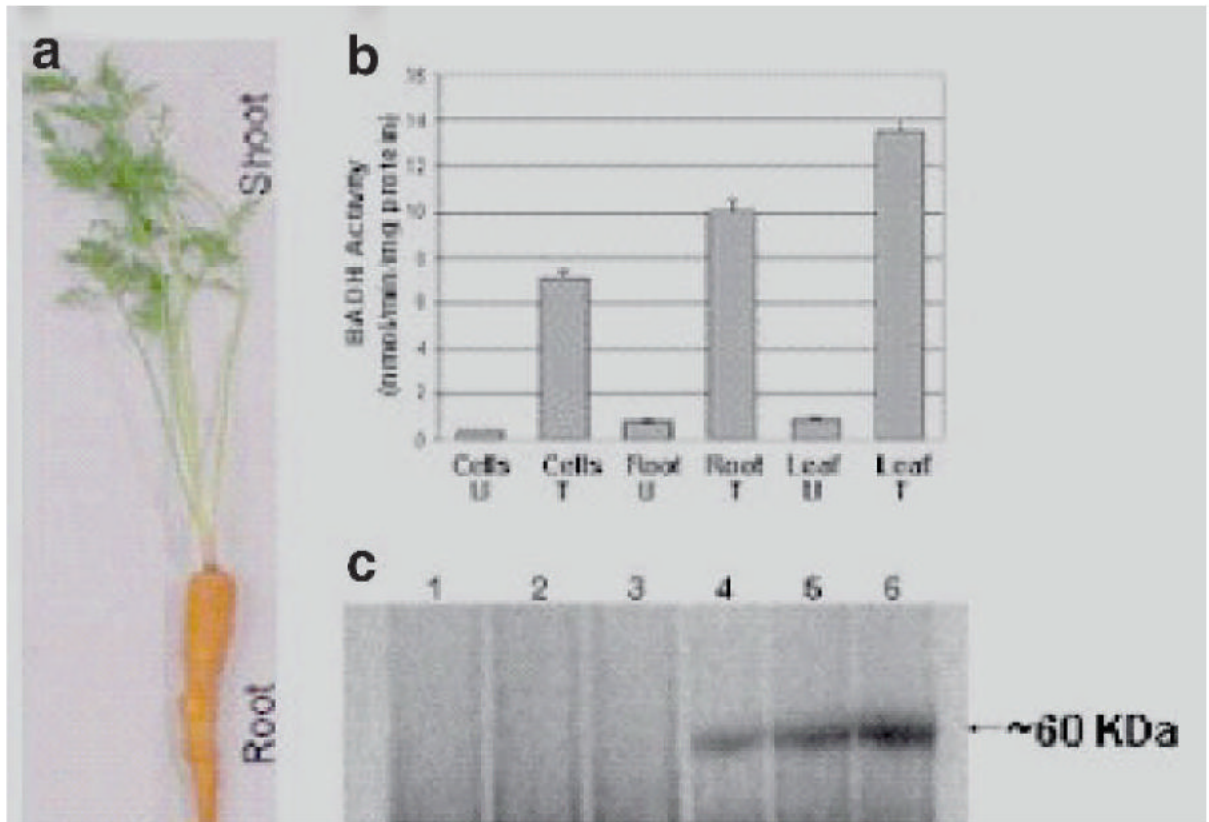 a
Shoot
Root
b
BADH Activity
(nmol/min/mg protein)
16
14
12
10
8
6
4
2
0
Cells Cells Root Root Leaf Leaf
U T U T U T
c
1 2 3 4 5 6
~60 KDa